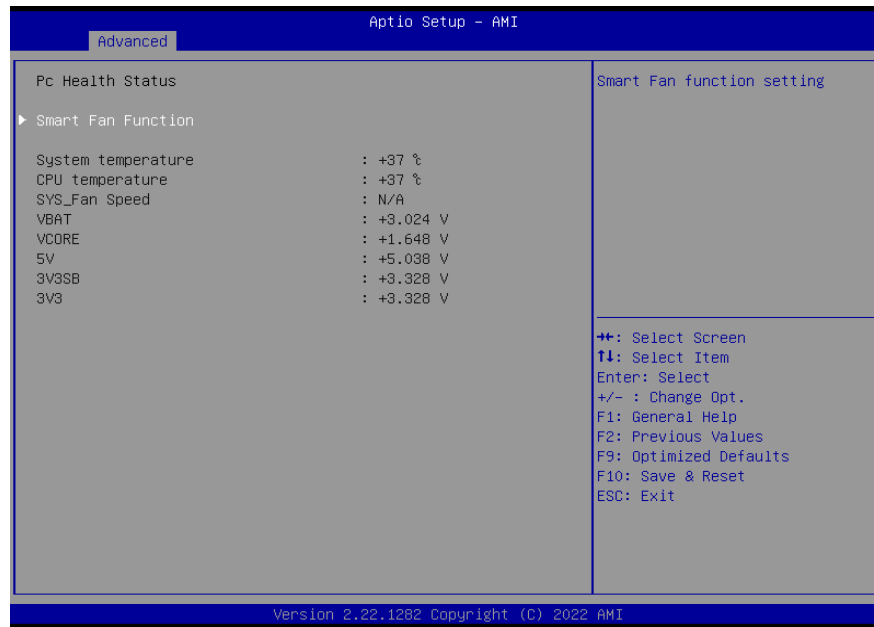 Aptio Setup - AMI
Advanced
Pc Health Status
Smart Fan Function
System temperature : +37 ℃
CPU temperature : +37 ℃
SYS_Fan Speed : N/A
VBAT : +3.024 V
VCORE : +1.648 V
5V : +5.038 V
3V3SB : +3.328 V
3V3 : +3.328 V
Smart Fan function setting
→←: Select Screen
↑↓: Select Item
Enter: Select
+/- : Change Opt.
F1: General Help
F2: Previous Values
F9: Optimized Defaults
F10: Save & Reset
ESC: Exit
Version 2.22.1282 Copyright (C) 2022 AMI